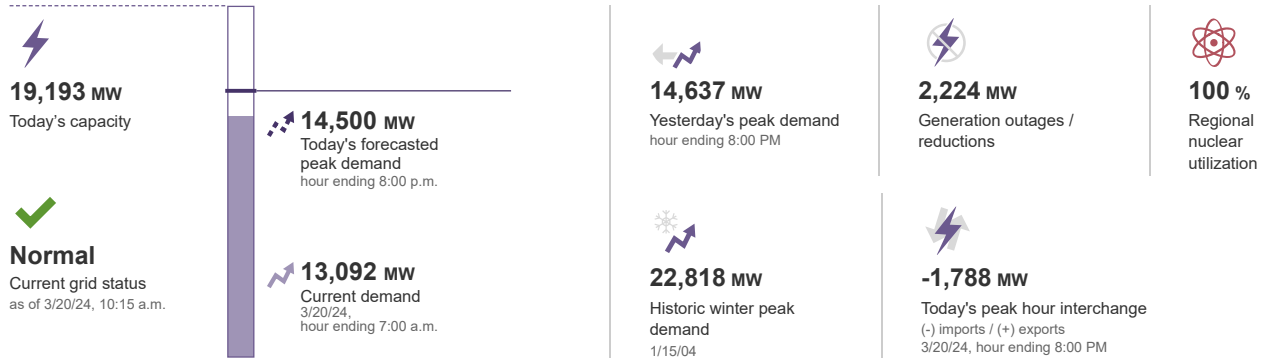 19,193 MW
Today's capacity
Normal
Current grid status
as of 3/20/24, 10:15 a.m.
14,500 MW
Today's forecasted
peak demand
hour ending 8:00 p.m.
13,092 MW
Current demand
3/20/24,
hour ending 7:00 a.m.
14,637 MW
Yesterday's peak demand
hour ending 8:00 PM
2,224 MW
Generation outages /
reductions
100 %
Regional
nuclear
utilization
22,818 MW
Historic winter peak
demand
1/15/04
-1,788 MW
Today's peak hour interchange
(-) imports / (+) exports
3/20/24, hour ending 8:00 PM